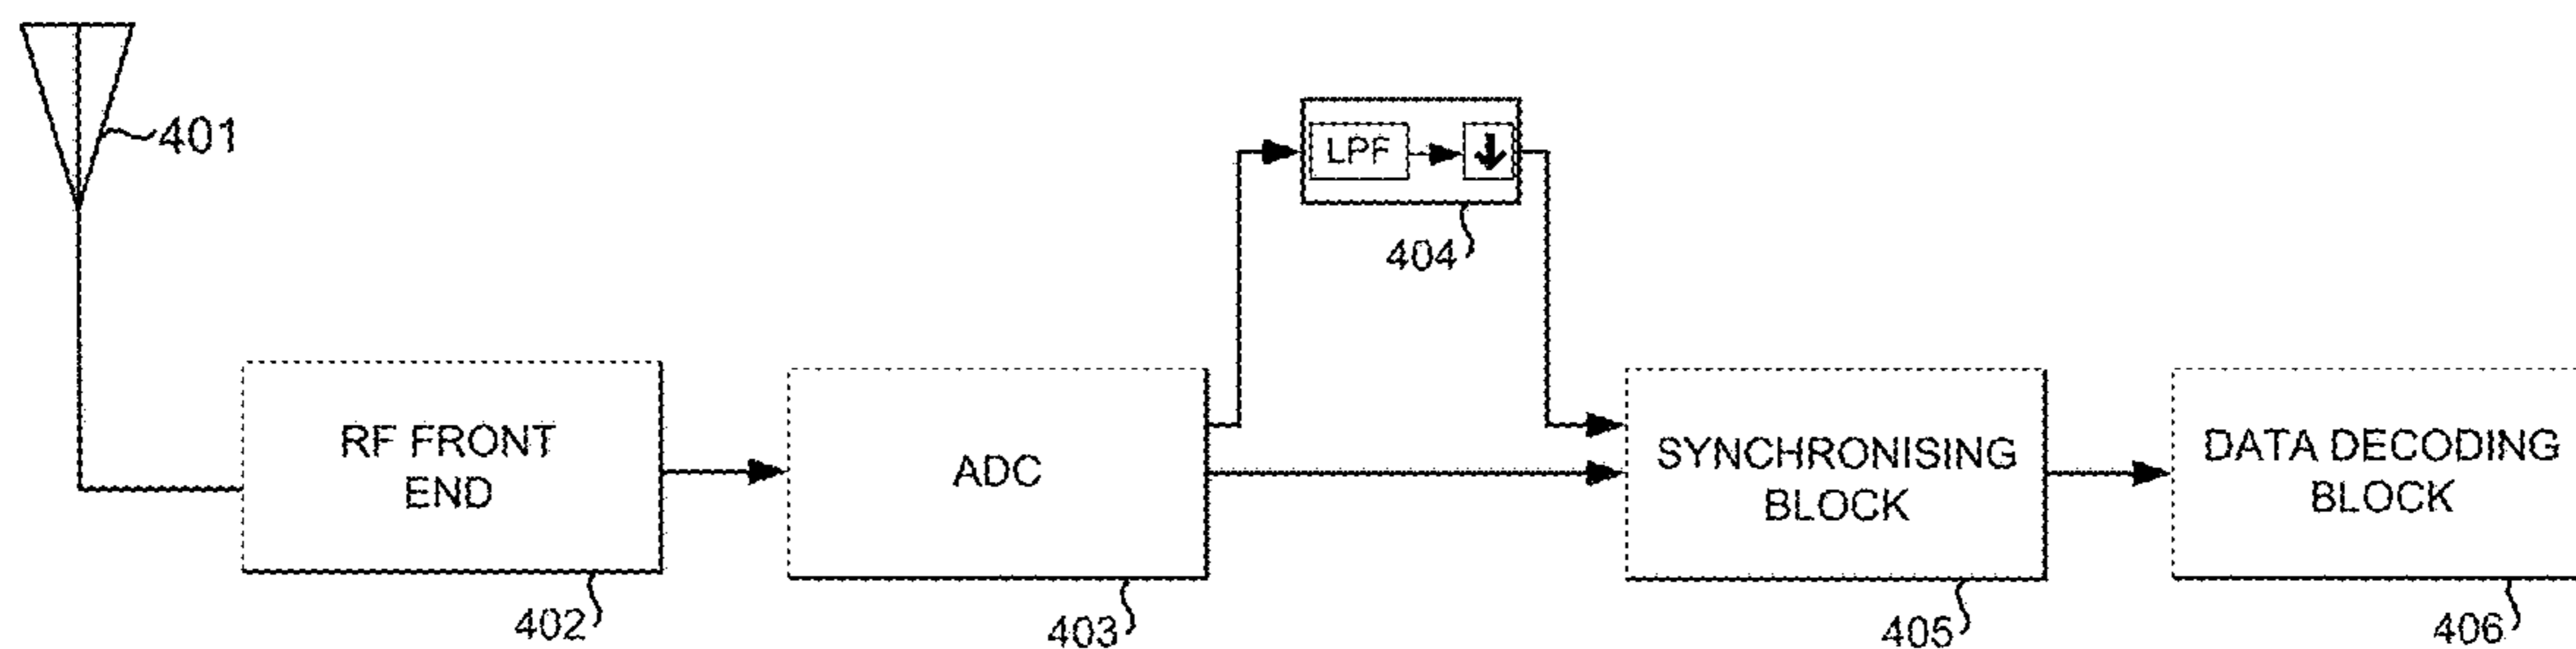 401
LPF
404
RF FRONT
END
402
ADC
403
SYNCHRONISING
BLOCK
405
DATA DECODING
BLOCK
406